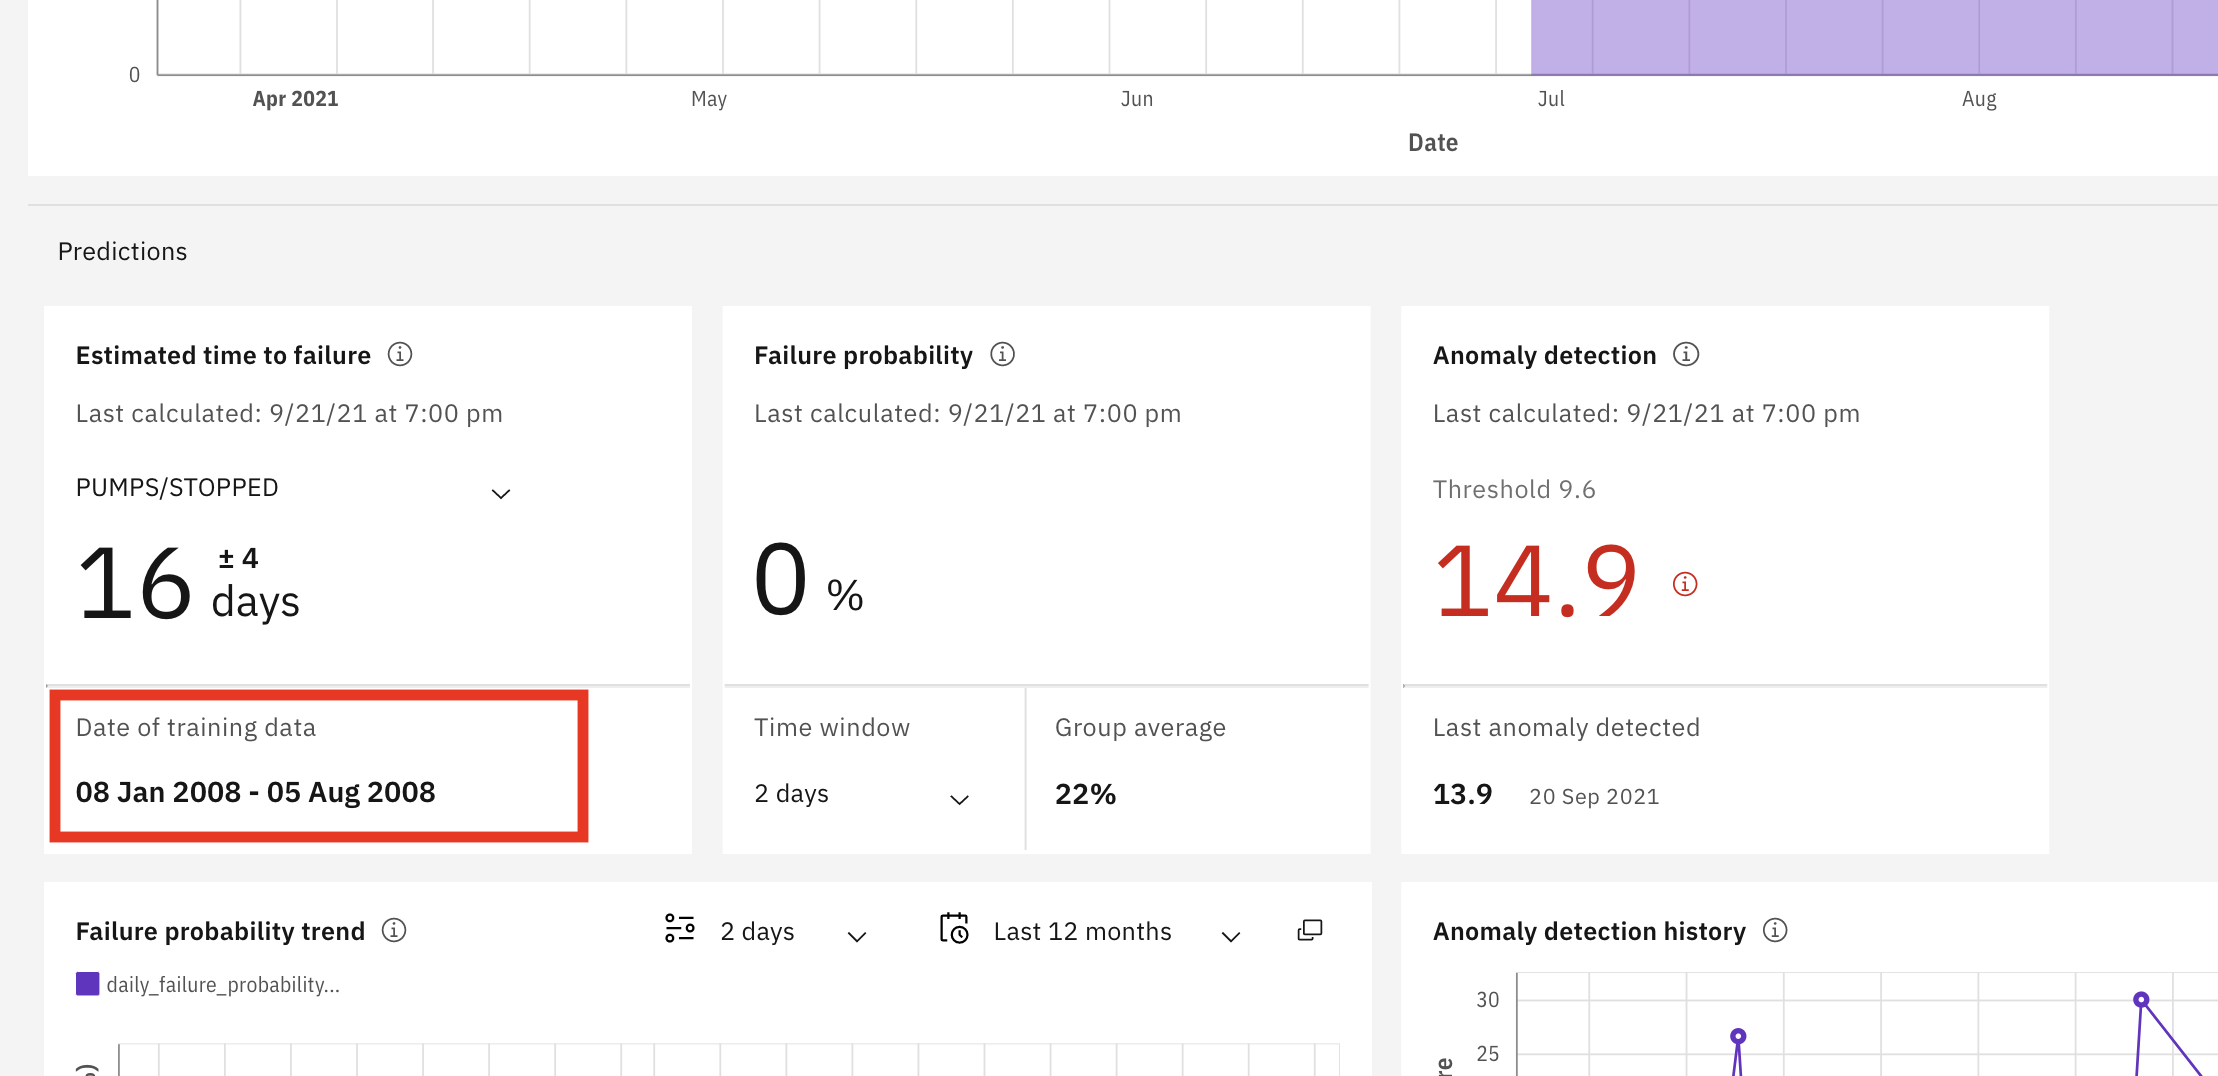 0
Apr 2021 May Jun Jul Aug
Date
Predictions
Estimated time to failure
Last calculated: 9/21/21 at 7:00 pm
PUMPS/STOPPED
16 ± 4 days
Date of training data
08 Jan 2008 - 05 Aug 2008
Failure probability
Last calculated: 9/21/21 at 7:00 pm
0 %
Time window
2 days
Group average
22%
Anomaly detection
Last calculated: 9/21/21 at 7:00 pm
Threshold 9.6
14.9
Last anomaly detected
13.9 20 Sep 2021
Failure probability trend
2 days
Last 12 months
daily_failure_probability...
Anomaly detection history
30
25